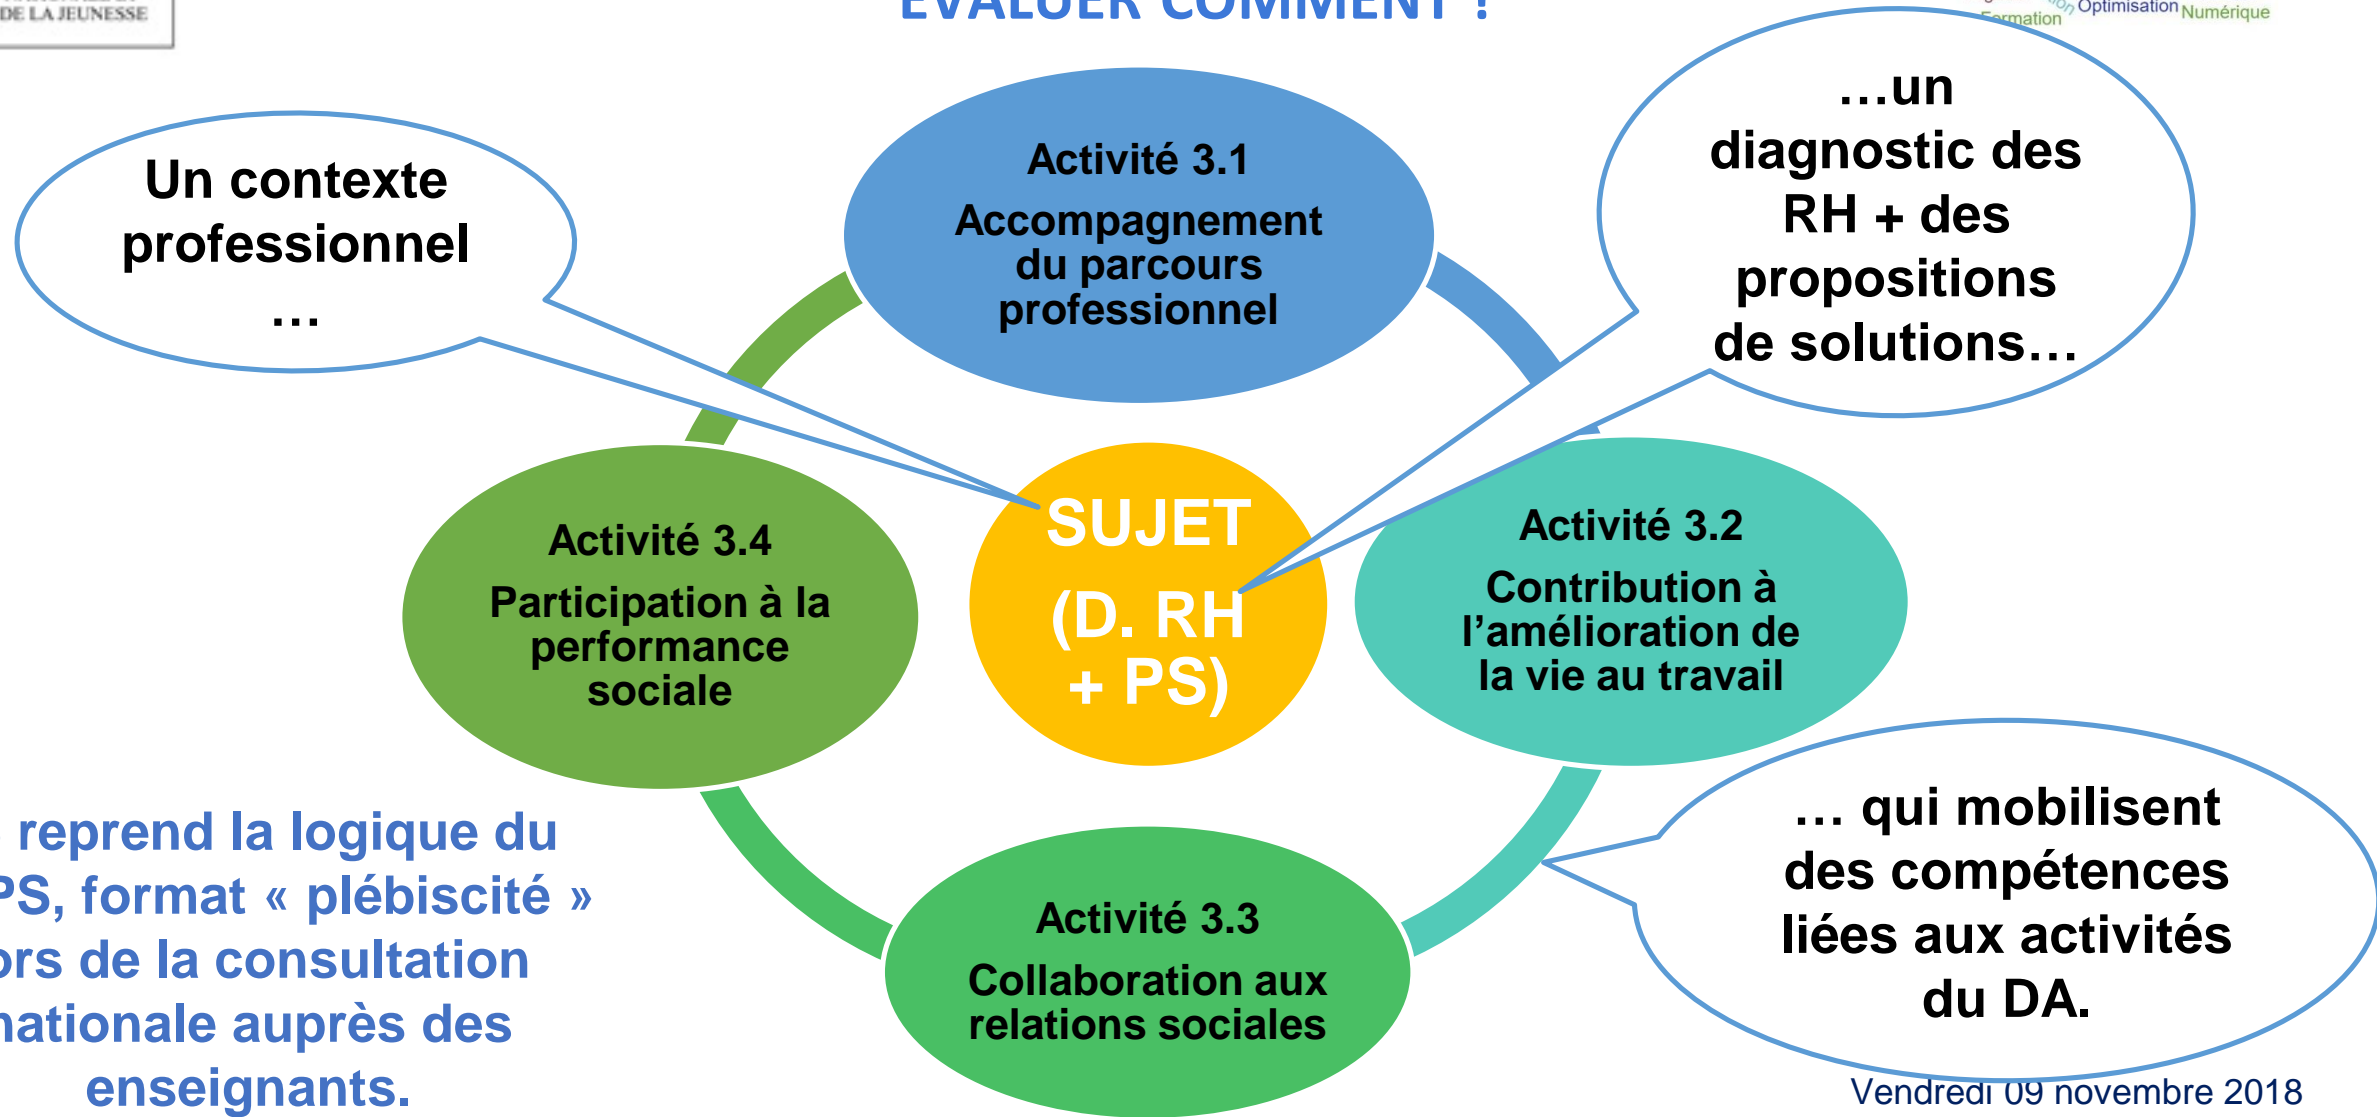 DE LA JEUNESSE
ÉVALUER COMMENT ?
Formation
Optimisation
Numérique
Un contexte
professionnel
…
Activité 3.1
Accompagnement
du parcours
professionnel
…un
diagnostic des
RH + des
propositions
de solutions…
SUJET
(D. RH
+ PS)
Activité 3.4
Participation à la
performance
sociale
Activité 3.2
Contribution à
l’amélioration de
la vie au travail
Activité 3.3
Collaboration aux
relations sociales
… qui mobilisent
des compétences
liées aux activités
du DA.
reprend la logique du
PS, format « plébiscité »
ors de la consultation
nationale auprès des
enseignants.
Vendredi 09 novembre 2018